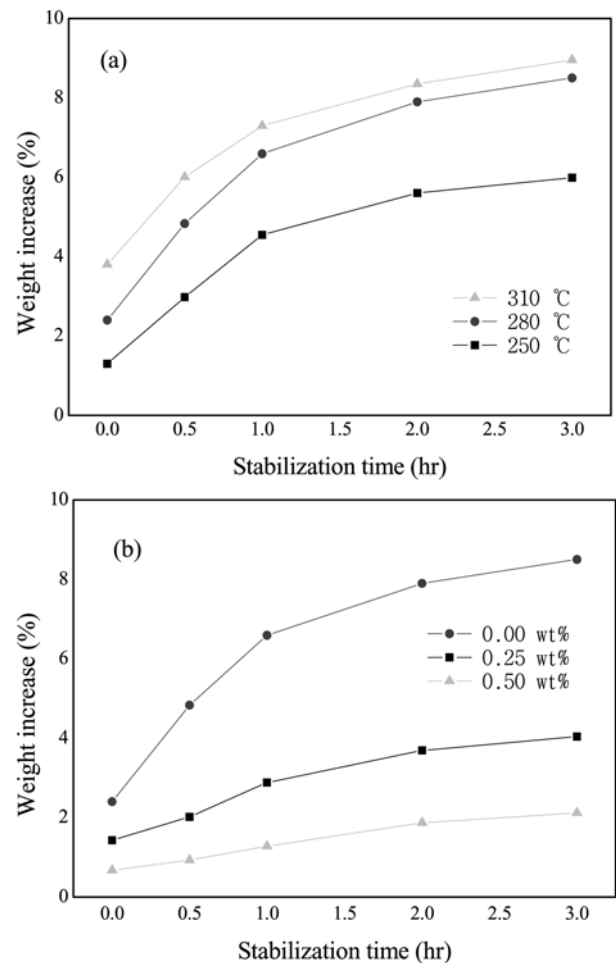 10
(a)
8
6
4
2
0
Weight increase (%)
310 ℃
280 ℃
250 ℃
0.0 0.5 1.0 1.5 2.0 2.5 3.0
Stabilization time (hr)
10
(b)
8
6
4
2
0
Weight increase (%)
0.00 wt%
0.25 wt%
0.50 wt%
0.0 0.5 1.0 1.5 2.0 2.5 3.0
Stabilization time (hr)